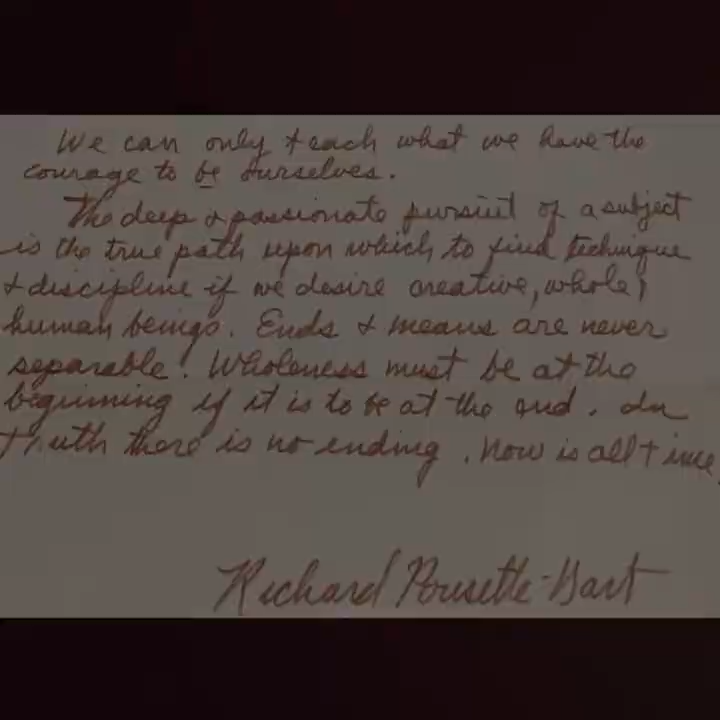 We can only teach what we have the
courage to be ourselves.
The deep & passionate pursuit of a subject
is the true path upon which to find technique
& discipline if we desire creative, whole,
human beings. Ends & means are never
separable. Wholeness must be at the
beginning if it is to be at the end. In
truth there is no ending. Now is all time,
Richard Pousette-Dart